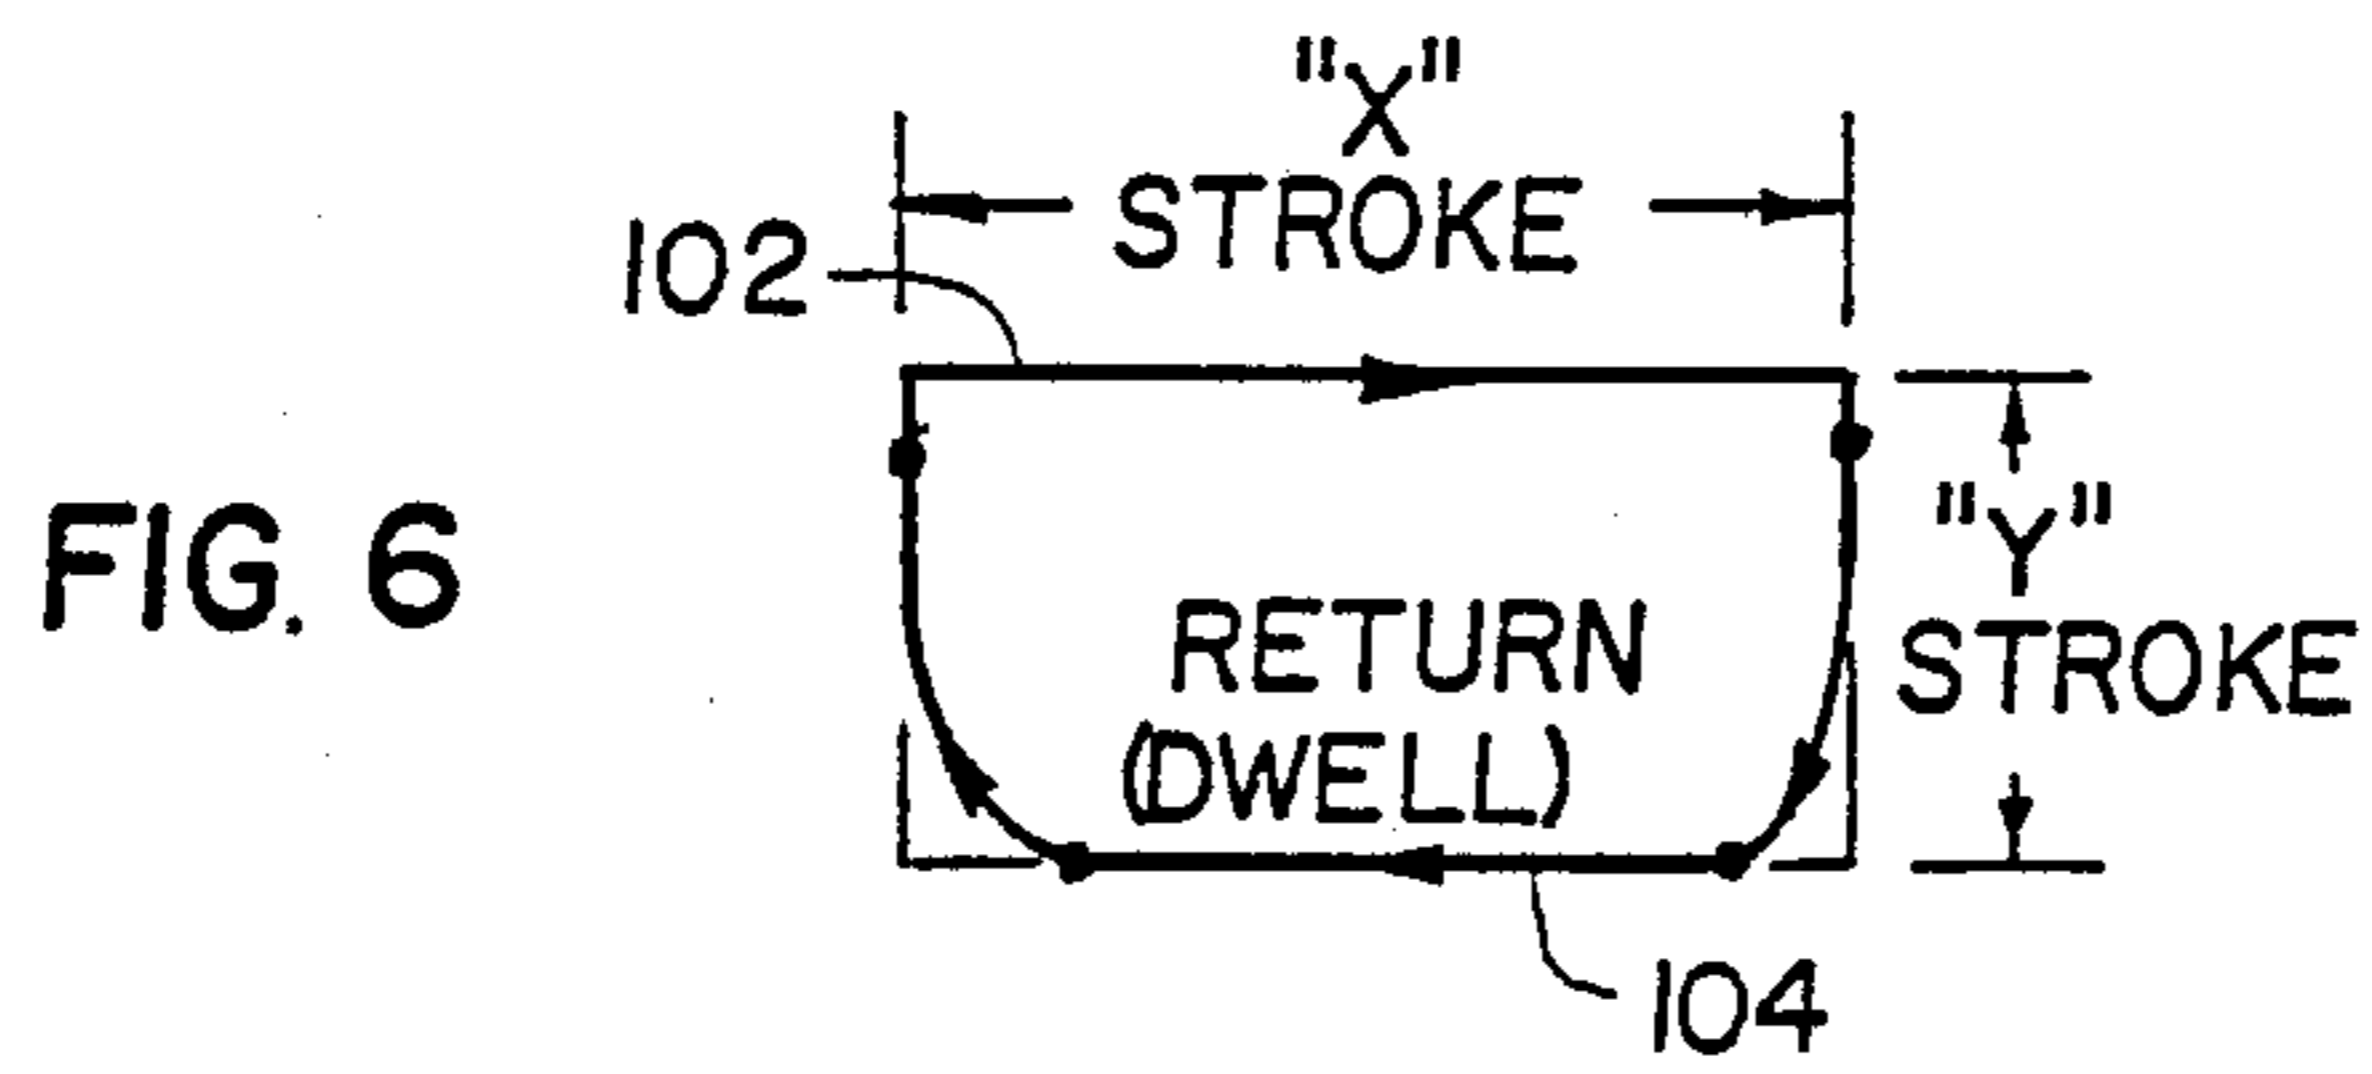 "X"
STROKE
102
FIG. 6
"Y"
STROKE
RETURN
(DWELL)
104